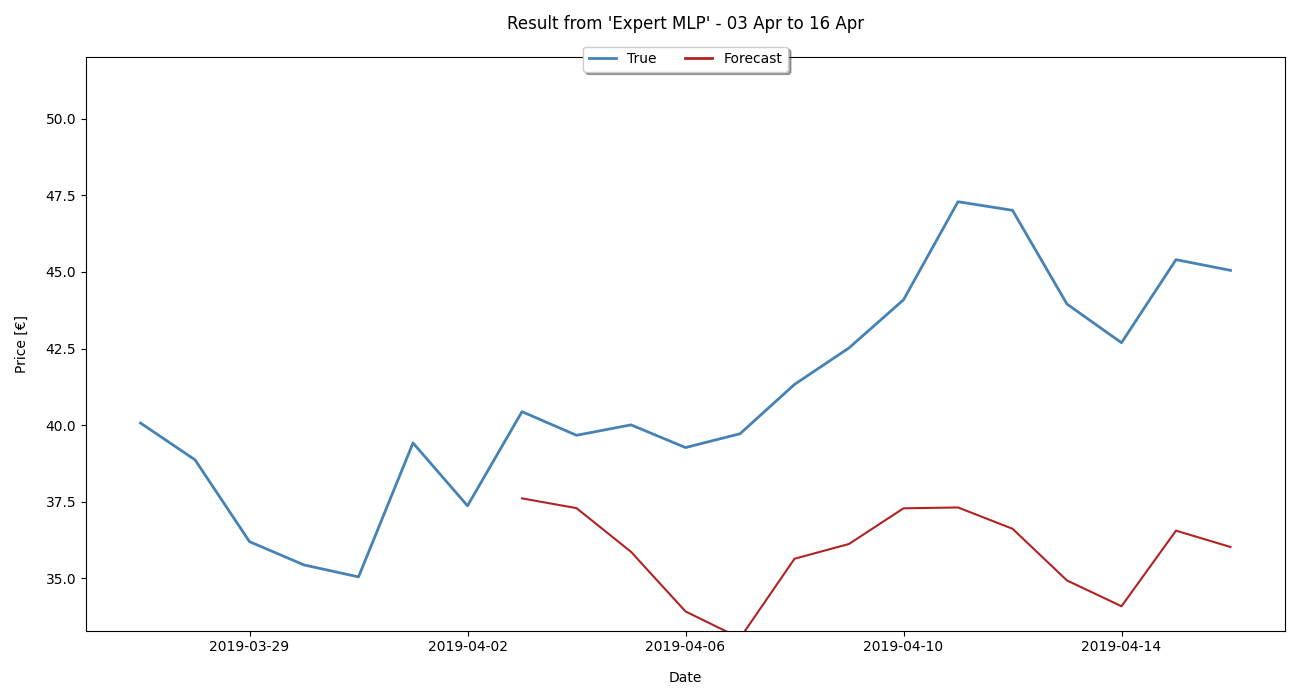 Result from 'Expert MLP' - 03 Apr to 16 Apr
True Forecast
50.0
47.5
45.0
42.5
40.0
37.5
35.0
Price [€]
2019-03-29 2019-04-02 2019-04-06 2019-04-10 2019-04-14
Date